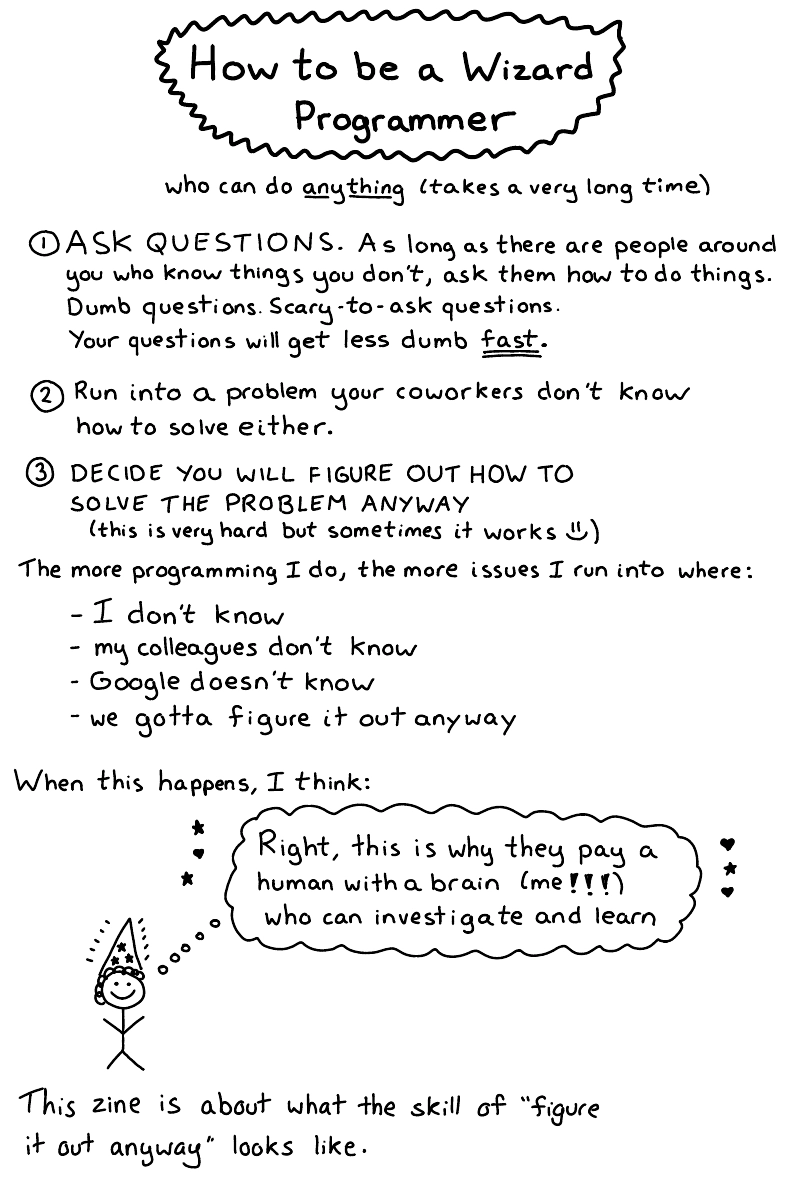 How to be a Wizard
Programmer
who can do anything (takes a very long time)
① ASK QUESTIONS. As long as there are people around
you who know things you don't, ask them how to do things.
Dumb questions. Scary-to-ask questions.
Your questions will get less dumb fast.
② Run into a problem your coworkers don't know
how to solve either.
③ DECIDE YOU WILL FIGURE OUT HOW TO
SOLVE THE PROBLEM ANYWAY
(this is very hard but sometimes it works :))
The more programming I do, the more issues I run into where:
- I don't know
- my colleagues don't know
- Google doesn't know
- we gotta figure it out anyway
When this happens, I think:
Right, this is why they pay a
human with a brain (me!!!)
who can investigate and learn
This zine is about what the skill of "figure
it out anyway" looks like.